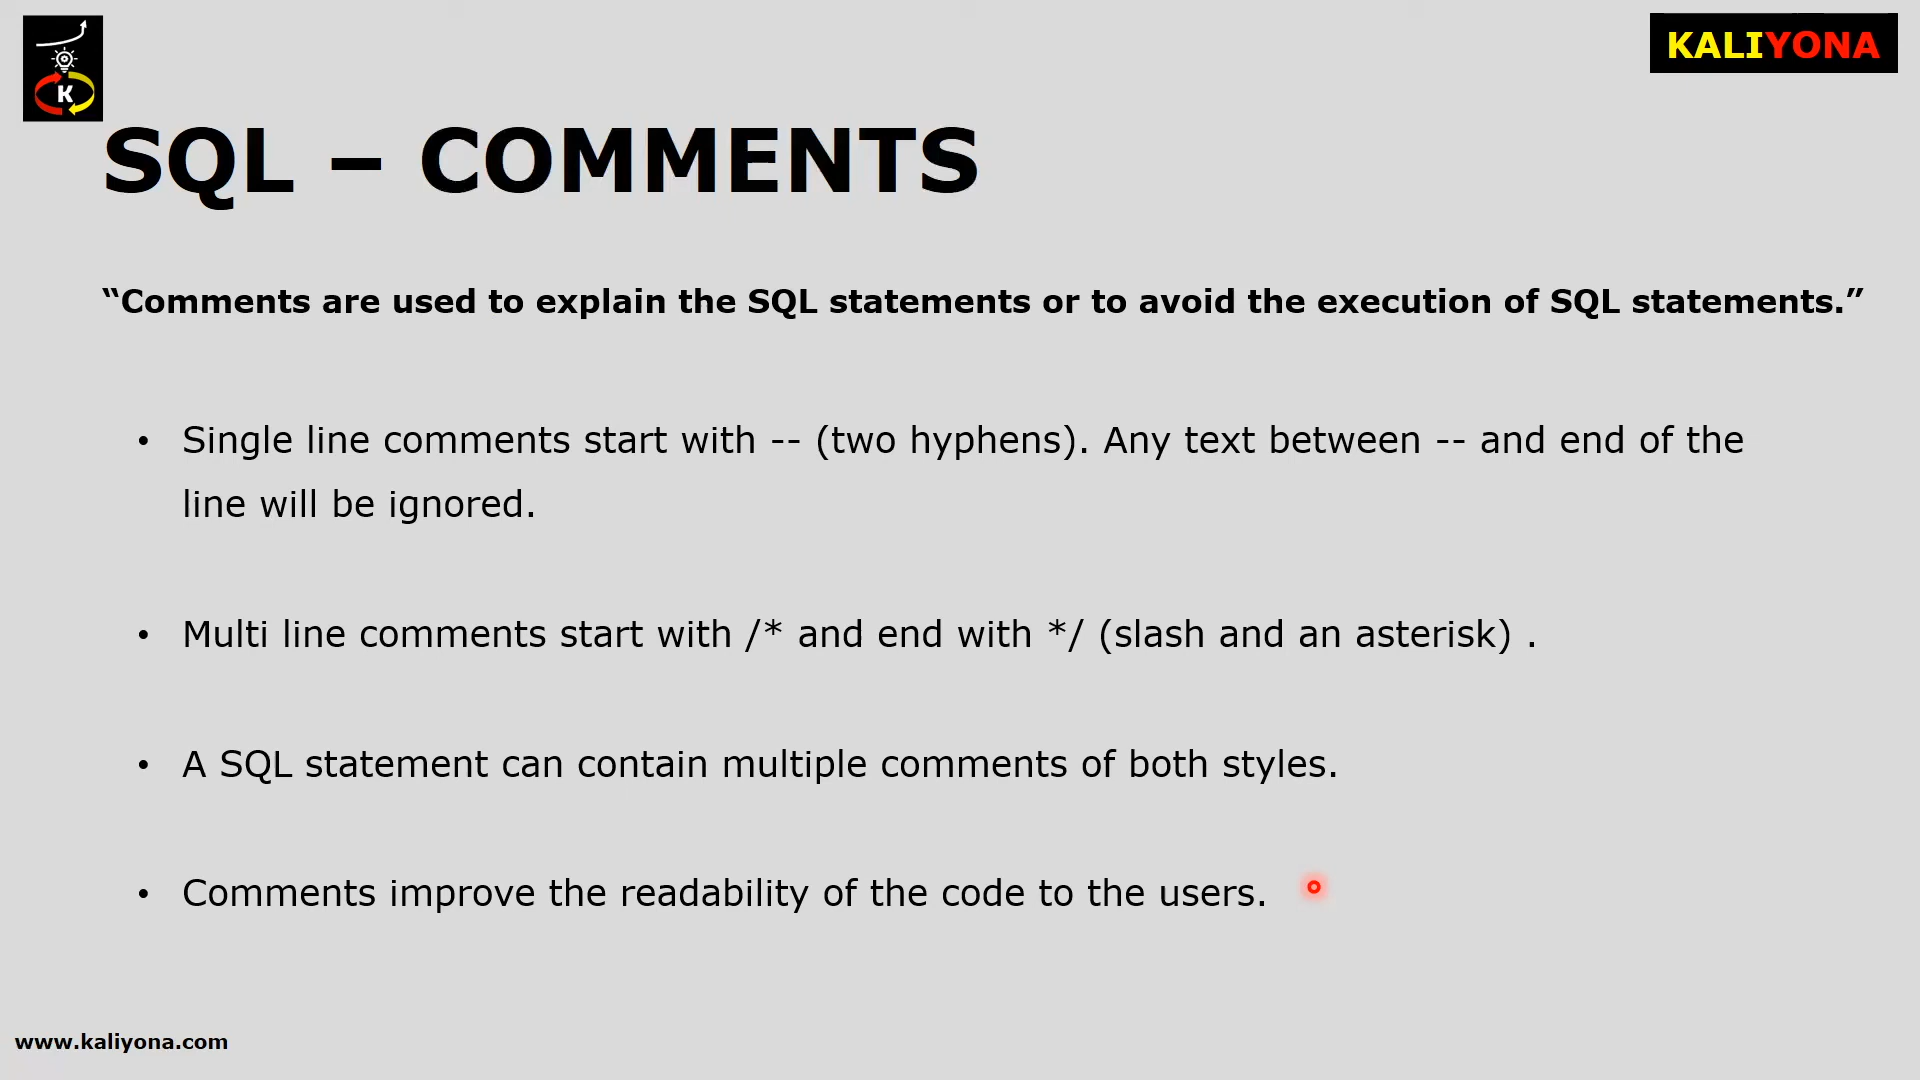 K
KALIYONA
SQL – COMMENTS
“Comments are used to explain the SQL statements or to avoid the execution of SQL statements.”
• Single line comments start with -- (two hyphens). Any text between -- and end of the
line will be ignored.
• Multi line comments start with /* and end with */ (slash and an asterisk) .
• A SQL statement can contain multiple comments of both styles.
• Comments improve the readability of the code to the users.
www.kaliyona.com